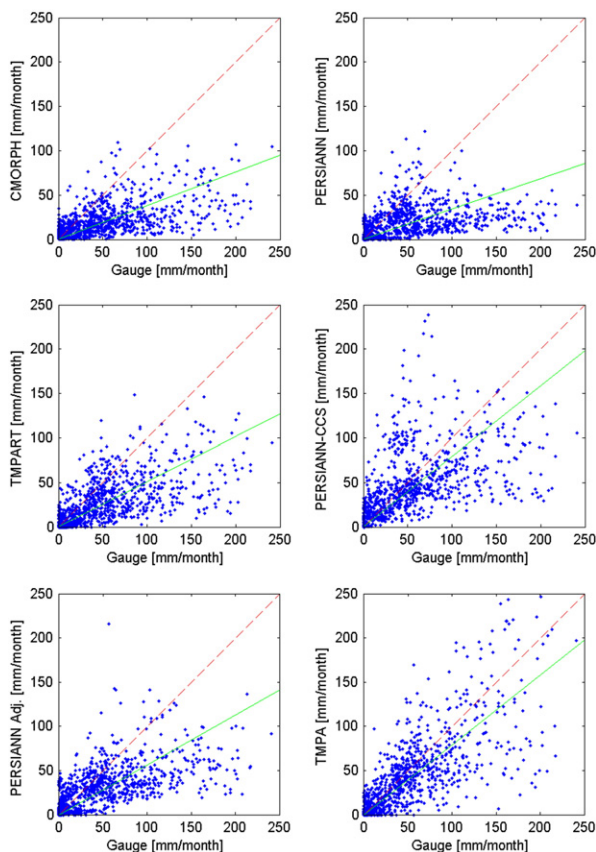 250
200
150
100
50
0
CMORPH [mm/month]
0 50 100 150 200 250
Gauge [mm/month]
250
200
150
100
50
0
PERSIANN [mm/month]
0 50 100 150 200 250
Gauge [mm/month]
250
200
150
100
50
0
TMPART [mm/month]
0 50 100 150 200 250
Gauge [mm/month]
250
200
150
100
50
0
PERSIANN-CCS [mm/month]
0 50 100 150 200 250
Gauge [mm/month]
250
200
150
100
50
0
PERSIANN Adj. [mm/month]
0 50 100 150 200 250
Gauge [mm/month]
250
200
150
100
50
0
TMPA [mm/month]
0 50 100 150 200 250
Gauge [mm/month]